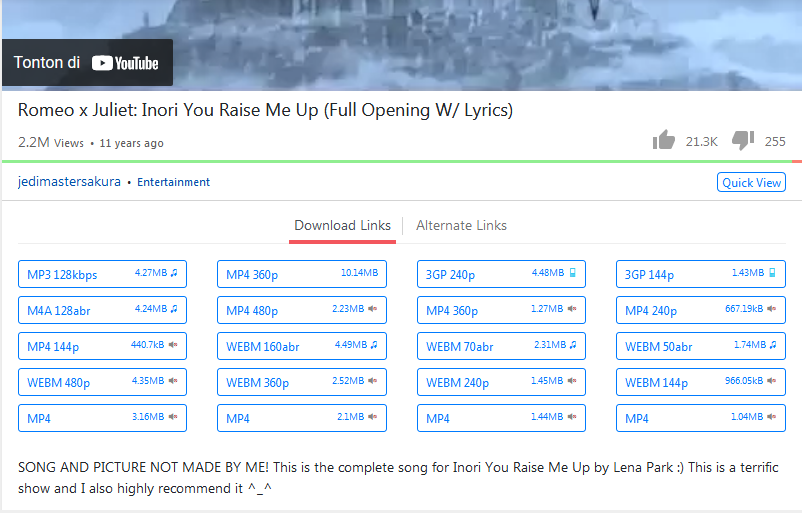 Tonton di YouTube
Romeo x Juliet: Inori You Raise Me Up (Full Opening W/ Lyrics)
2.2M Views • 11 years ago 21.3K 255
jedimastersakura • Entertainment Quick View
Download Links Alternate Links
MP3 128kbps 4.27MB MP4 360p 10.14MB 3GP 240p 4.48MB 3GP 144p 1.43MB
M4A 128abr 4.24MB MP4 480p 2.23MB MP4 360p 1.27MB MP4 240p 667.19kB
MP4 144p 440.7kB WEBM 160abr 4.49MB WEBM 70abr 2.31MB WEBM 50abr 1.74MB
WEBM 480p 4.35MB WEBM 360p 2.52MB WEBM 240p 1.45MB WEBM 144p 966.05kB
MP4 3.16MB MP4 2.1MB MP4 1.44MB MP4 1.04MB
SONG AND PICTURE NOT MADE BY ME! This is the complete song for Inori You Raise Me Up by Lena Park :) This is a terrific
show and I also highly recommend it ^_^